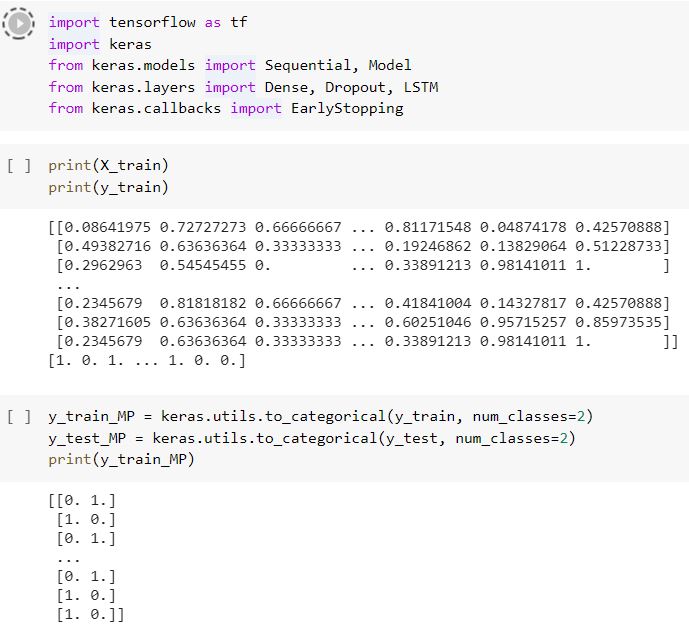 import tensorflow as tf
import keras
from keras.models import Sequential, Model
from keras.layers import Dense, Dropout, LSTM
from keras.callbacks import EarlyStopping
[ ] print(X_train)
print(y_train)
[[0.08641975 0.72727273 0.66666667 ... 0.81171548 0.04874178 0.42570888]
[0.49382716 0.63636364 0.33333333 ... 0.19246862 0.13829064 0.51228733]
[0.2962963  0.54545455 0.         ... 0.33891213 0.98141011 1.        ]
...
[0.2345679  0.81818182 0.66666667 ... 0.41841004 0.14327817 0.42570888]
[0.38271605 0.63636364 0.33333333 ... 0.60251046 0.95715257 0.85973535]
[0.2345679  0.63636364 0.33333333 ... 0.33891213 0.98141011 1.        ]]
[1. 0. 1. ... 1. 0. 0.]
[ ] y_train_MP = keras.utils.to_categorical(y_train, num_classes=2)
y_test_MP = keras.utils.to_categorical(y_test, num_classes=2)
print(y_train_MP)
[[0. 1.]
[1. 0.]
[0. 1.]
...
[0. 1.]
[1. 0.]
[1. 0.]]